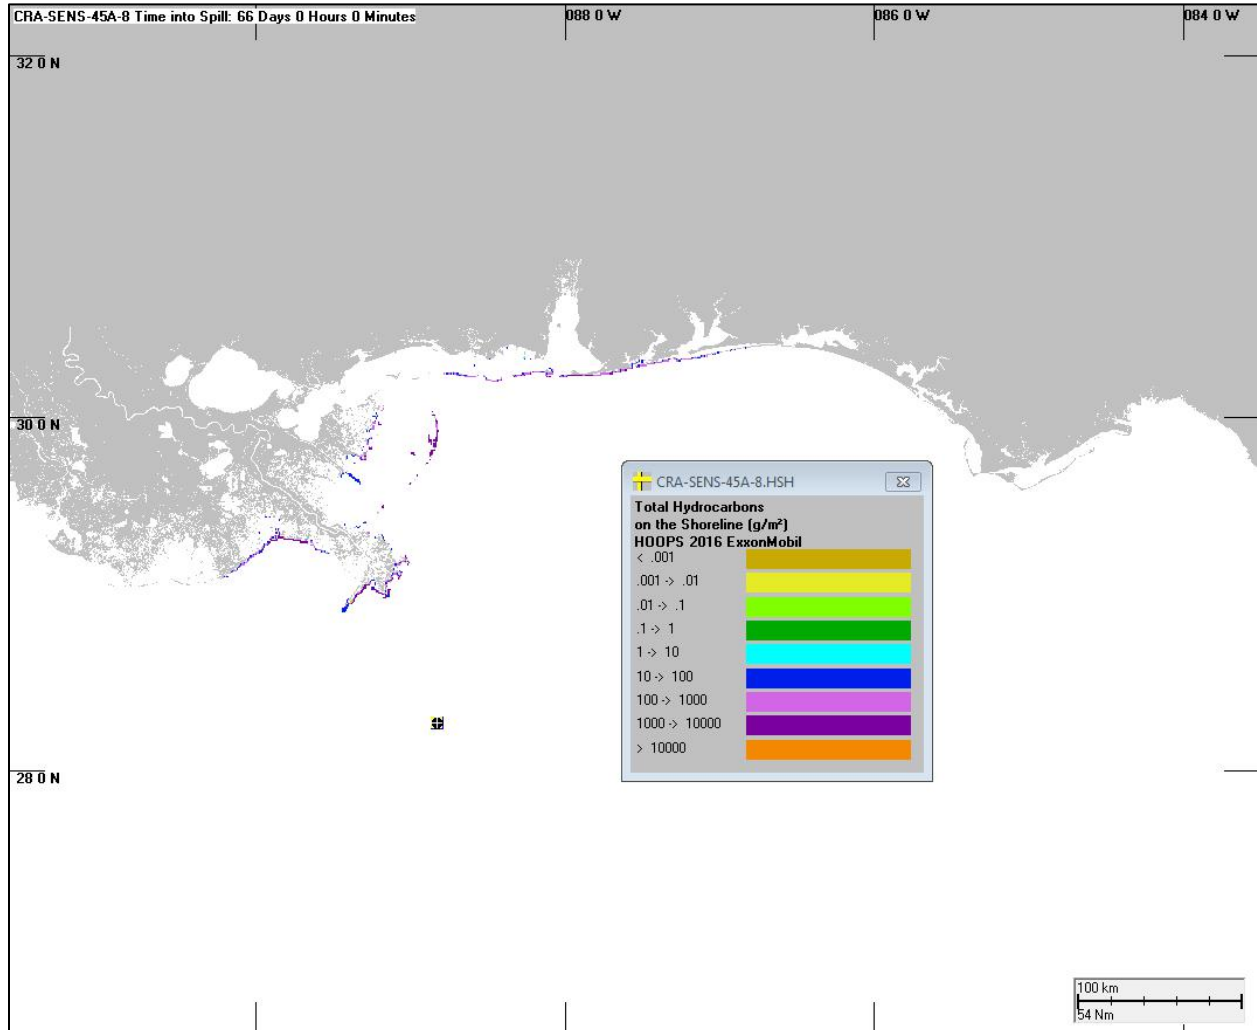 CRA-SENS-45A-8 Time into Spill: 66 Days 0 Hours 0 Minutes
088 0 W
086 0 W
084 0 W
32 0 N
30 0 N
CRA-SENS-45A-8.HSH
Total Hydrocarbons
on the Shoreline (g/m²)
HOOPS 2016 ExxonMobil
< .001
.001 -> .01
.01 -> .1
.1 -> 1
1 -> 10
10 -> 100
100 -> 1000
1000 -> 10000
> 10000
28 0 N
100 km
54 Nm